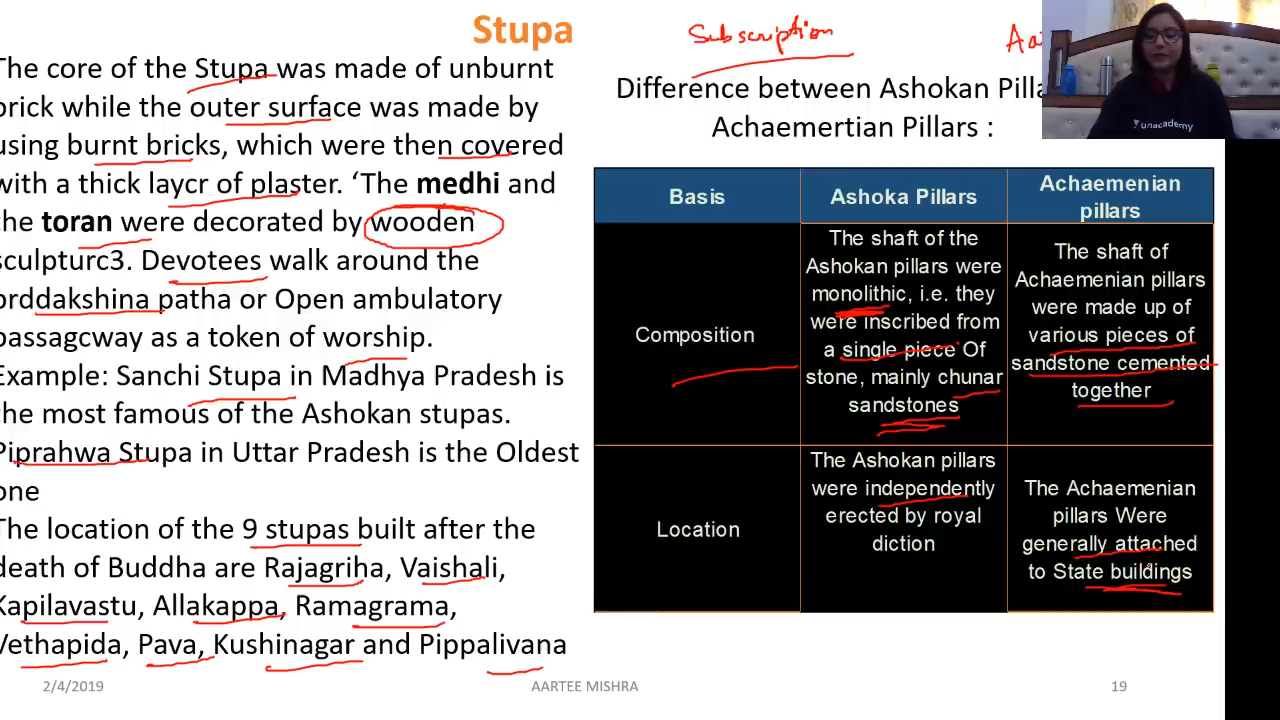 Stupa
The core of the Stupa was made of unburnt
brick while the outer surface was made by
using burnt bricks, which were then covered
with a thick laycr of plaster. ‘The medhi and
the toran were decorated by wooden
sculpturc3. Devotees walk around the
prddakshina patha or Open ambulatory
passagcway as a token of worship.
Example: Sanchi Stupa in Madhya Pradesh is
the most famous of the Ashokan stupas.
Piprahwa Stupa in Uttar Pradesh is the Oldest
one
The location of the 9 stupas built after the
death of Buddha are Rajagriha, Vaishali,
Kapilavastu, Allakappa, Ramagrama,
Vethapida, Pava, Kushinagar and Pippalivana
Subscription
Difference between Ashokan Pilla
Achaemertian Pillars :
unacademy
Basis
Ashoka Pillars
Achaemenian
pillars
Composition
The shaft of the
Ashokan pillars were
monolithic, i.e. they
were inscribed from
a single piece Of
stone, mainly chunar
sandstones
The shaft of
Achaemenian pillars
were made up of
various pieces of
sandstone cemented
together
Location
The Ashokan pillars
were independently
erected by royal
diction
The Achaemenian
pillars Were
generally attached
to State buildings
2/4/2019
AARTEE MISHRA
19